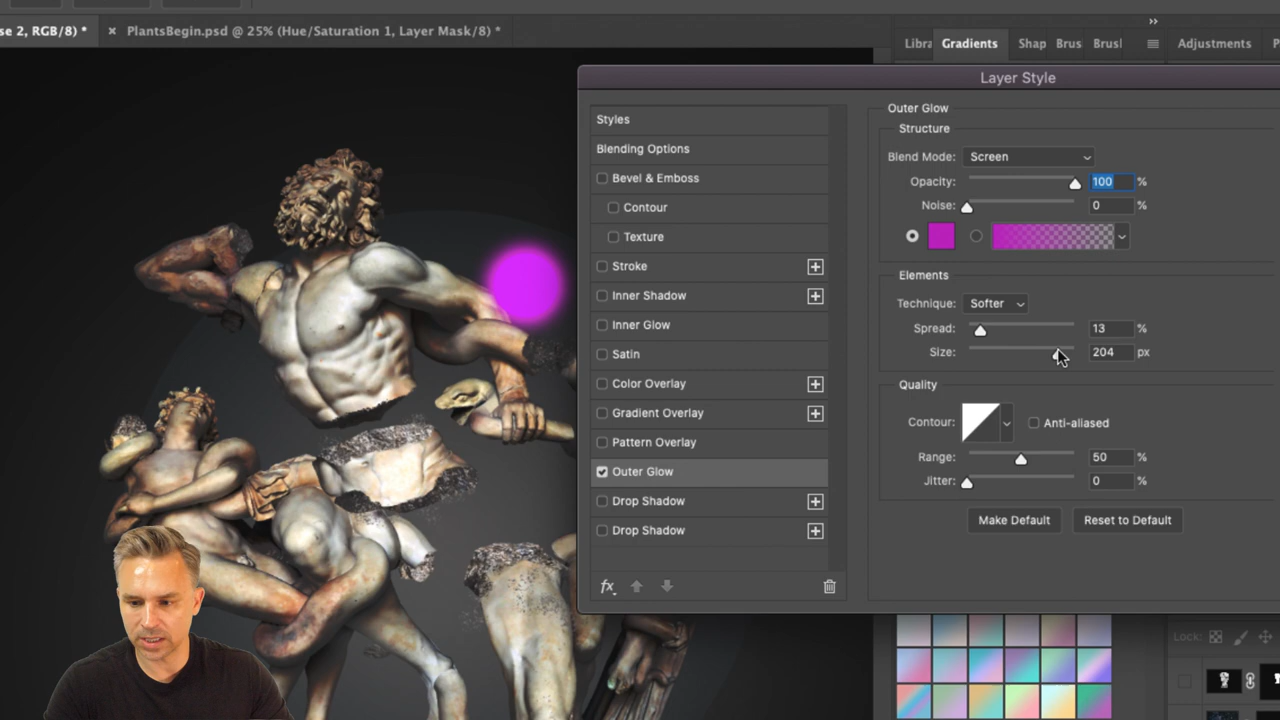 se 2, RGB/8) *
× PlantsBegin.psd @ 25% (Hue/Saturation 1, Layer Mask/8) *
Libra Gradients Shap Brus Brusl Adjustments P
Layer Style
Styles
Blending Options
Bevel & Emboss
Contour
Texture
Stroke
Inner Shadow
Inner Glow
Satin
Color Overlay
Gradient Overlay
Pattern Overlay
Outer Glow
Drop Shadow
Drop Shadow
fx
Outer Glow
Structure
Blend Mode: Screen
Opacity: 100 %
Noise: 0 %
Elements
Technique: Softer
Spread: 13 %
Size: 204 px
Quality
Contour: Anti-aliased
Range: 50 %
Jitter: 0 %
Make Default Reset to Default
Lock: